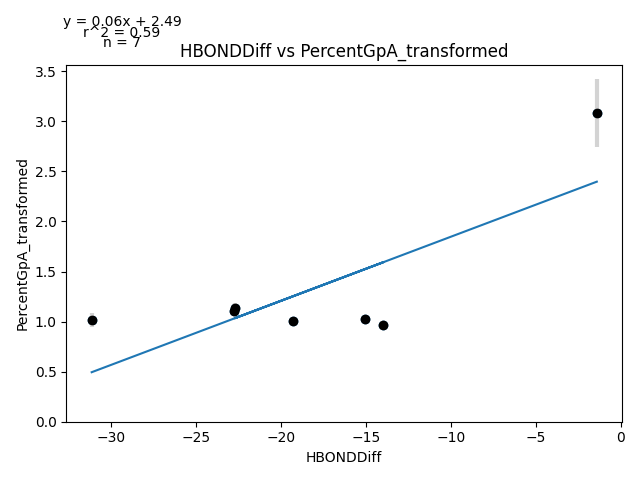 y = 0.06x + 2.49
r^2 = 0.59
n = 7
HBONDDiff vs PercentGpA_transformed
PercentGpA_transformed
3.5
3.0
2.5
2.0
1.5
1.0
0.5
0.0
−30
−25
−20
−15
−10
−5
0
HBONDDiff